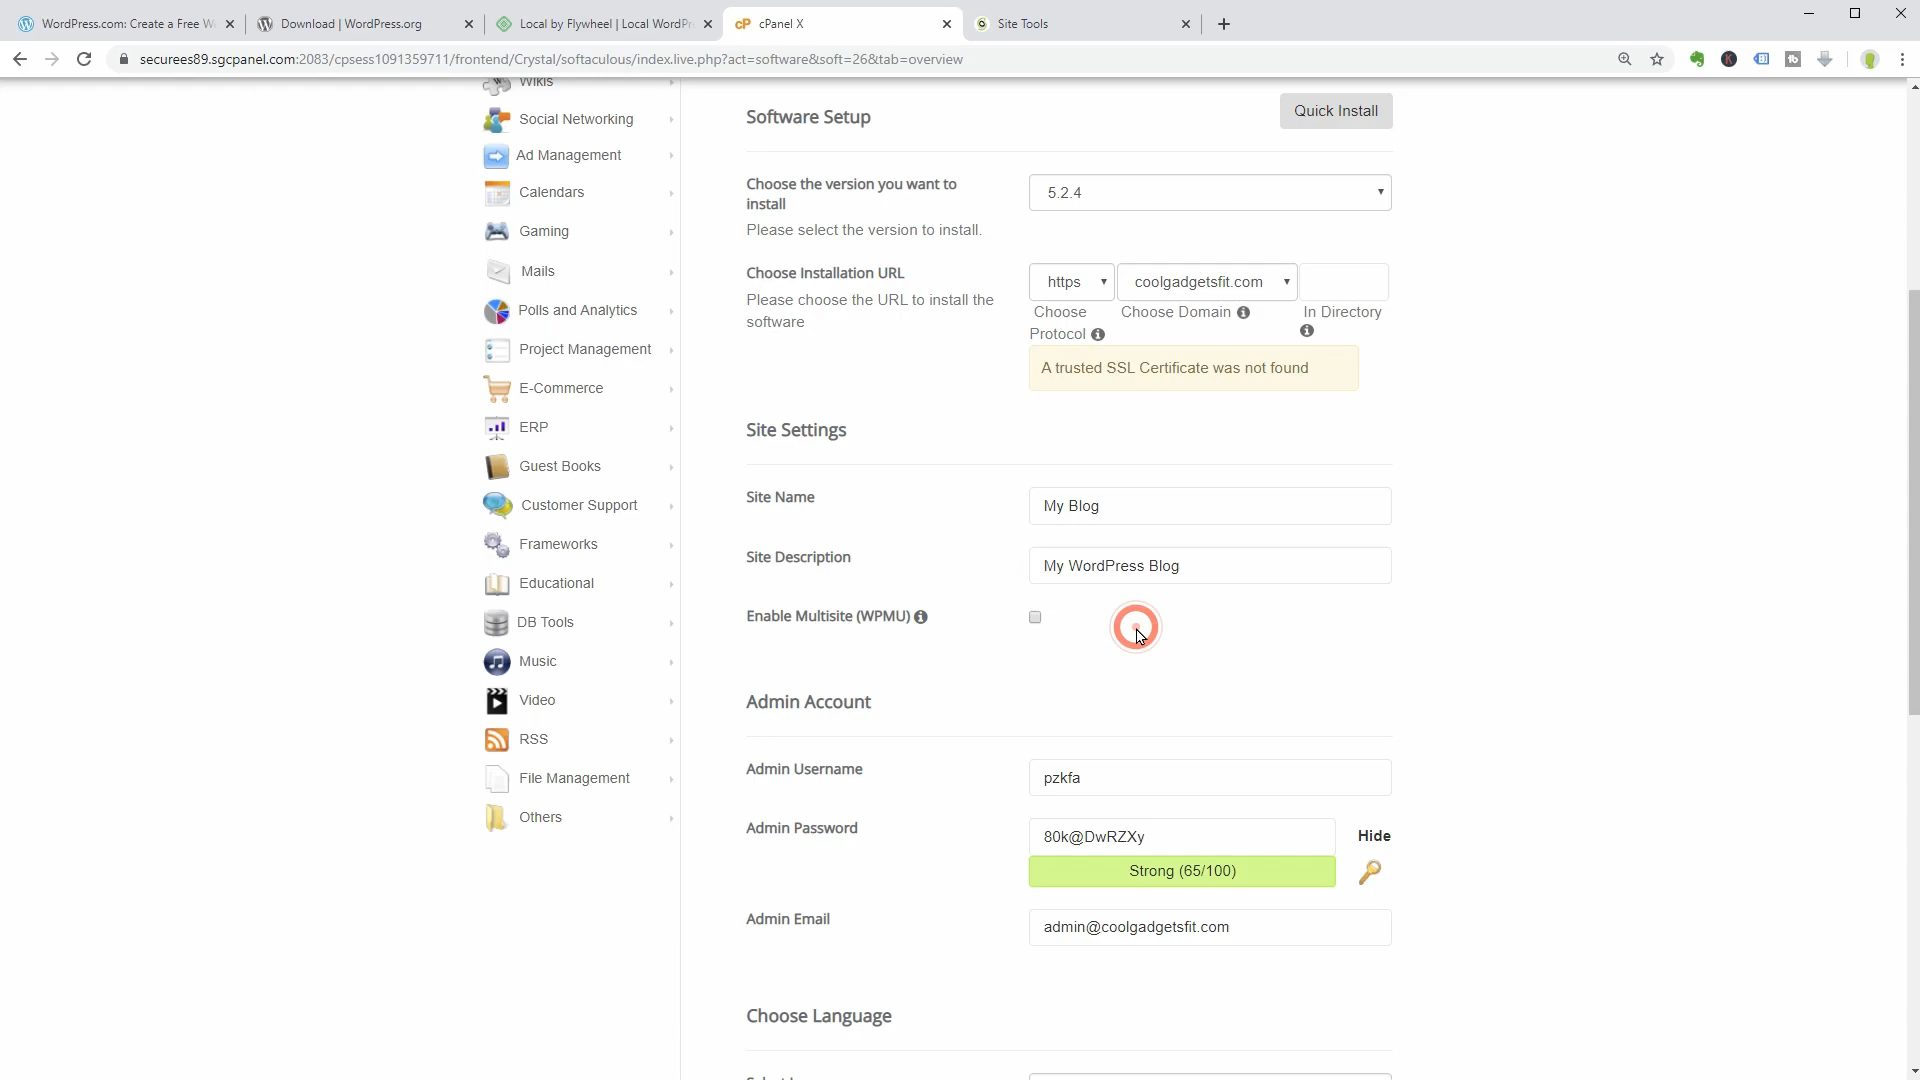 WordPress.com: Create a Free W
Download | WordPress.org
Local by Flywheel | Local WordPr
cP cPanel X
Site Tools
securees89.sgcpanel.com:2083/cpsess1091359711/frontend/Crystal/softaculous/index.live.php?act=software&soft=26&tab=overview
Wikis
Social Networking
Ad Management
Calendars
Gaming
Mails
Polls and Analytics
Project Management
E-Commerce
ERP
Guest Books
Customer Support
Frameworks
Educational
DB Tools
Music
Video
RSS
File Management
Others
Software Setup
Quick Install
Choose the version you want to
install
Please select the version to install.
5.2.4
Choose Installation URL
Please choose the URL to install the
software
https
coolgadgetsfit.com
Choose
Protocol
Choose Domain
In Directory
A trusted SSL Certificate was not found
Site Settings
Site Name
My Blog
Site Description
My WordPress Blog
Enable Multisite (WPMU)
Admin Account
Admin Username
pzkfa
Admin Password
80k@DwRZXy
Hide
Strong (65/100)
Admin Email
admin@coolgadgetsfit.com
Choose Language